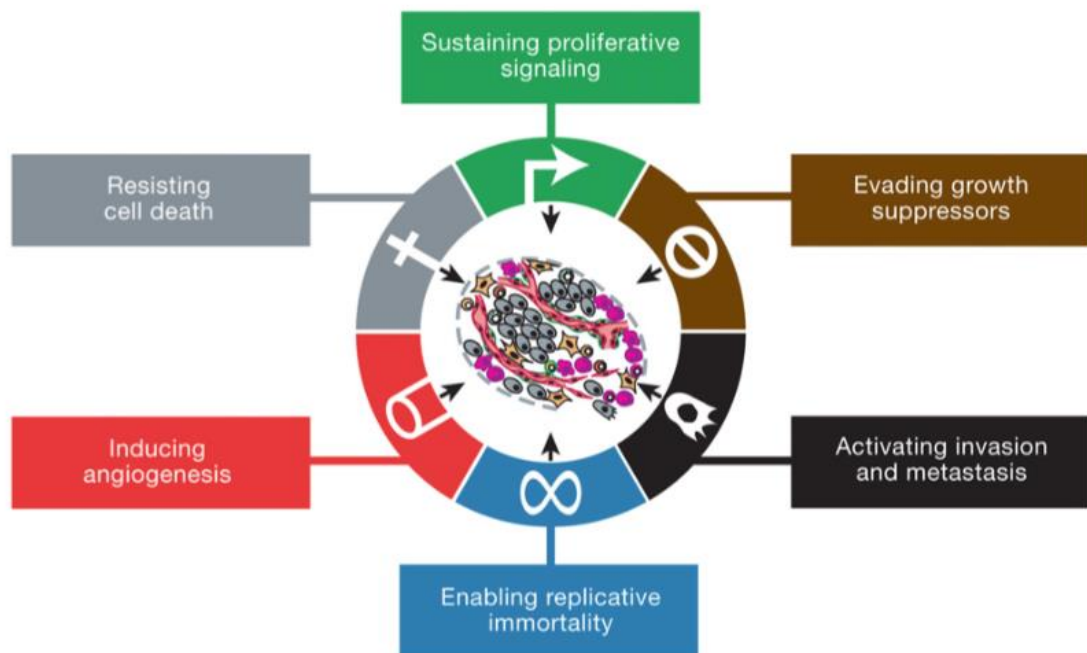 Sustaining proliferative
signaling
Resisting
cell death
Evading growth
suppressors
Inducing
angiogenesis
Activating invasion
and metastasis
Enabling replicative
immortality